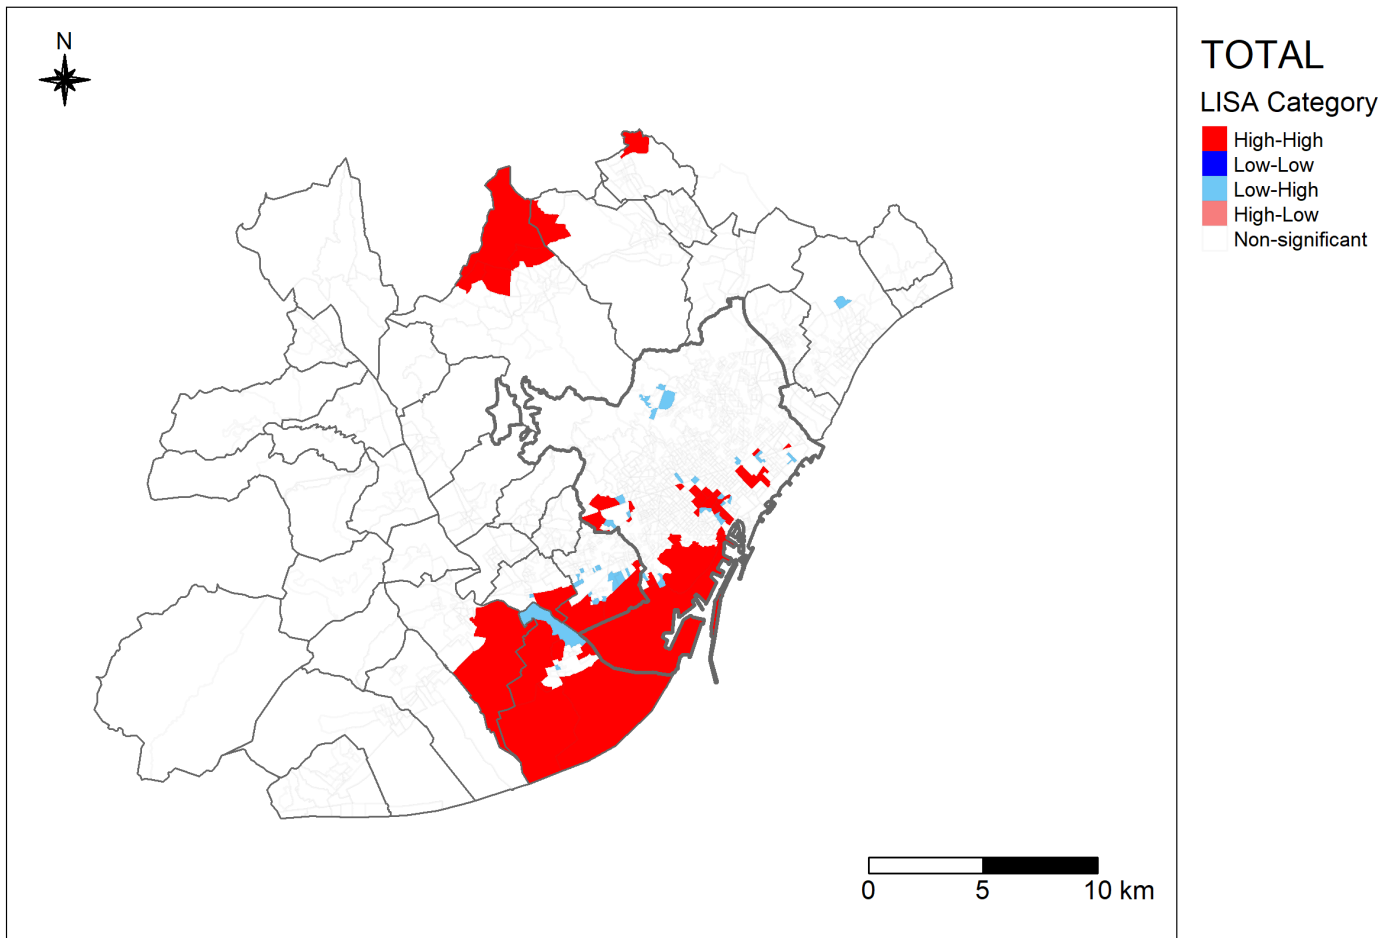 N
TOTAL
LISA Category
High-High
Low-Low
Low-High
High-Low
Non-significant
0 5 10 km